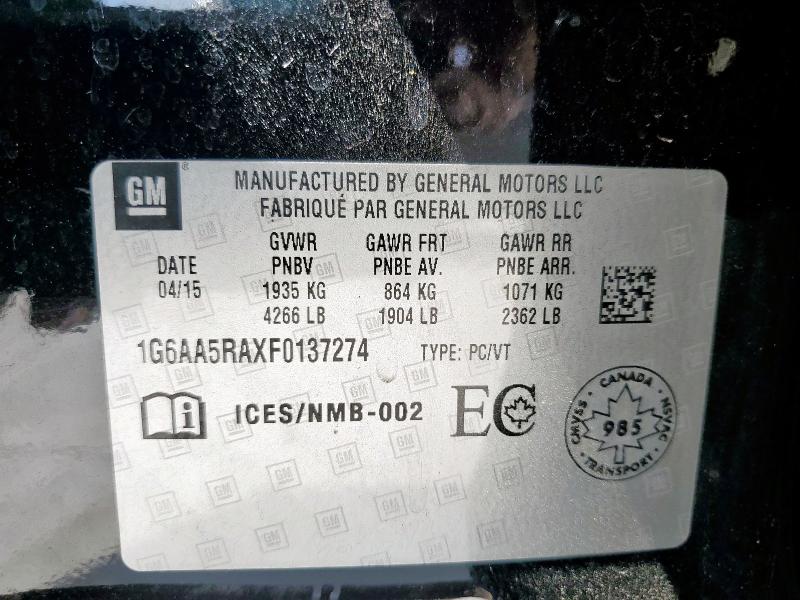 GM
MANUFACTURED BY GENERAL MOTORS LLC
FABRIQUÉ PAR GENERAL MOTORS LLC
GVWR GAWR FRT GAWR RR
DATE PNBV PNBE AV. PNBE ARR.
04/15 1935 KG 864 KG 1071 KG
4266 LB 1904 LB 2362 LB
1G6AA5RAXF0137274 TYPE: PC/VT
i ICES/NMB-002 EC
CANADA
CMVSS 985 NSVAC
TRANSPORT